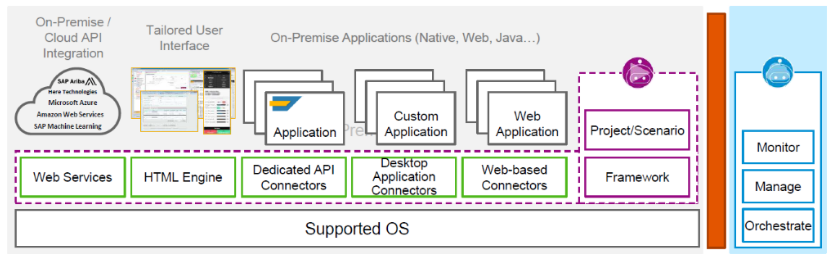 On-Premise /
Cloud API
Integration
Tailored User
Interface
On-Premise Applications (Native, Web, Java…)
SAP Ariba
Here Technologies
Microsoft Azure
Amazon Web Services
SAP Machine Learning
Application
Custom
Application
Web
Application
Project/Scenario
Web Services
HTML Engine
Dedicated API
Connectors
Desktop
Application
Connectors
Web-based
Connectors
Framework
Supported OS
Monitor
Manage
Orchestrate